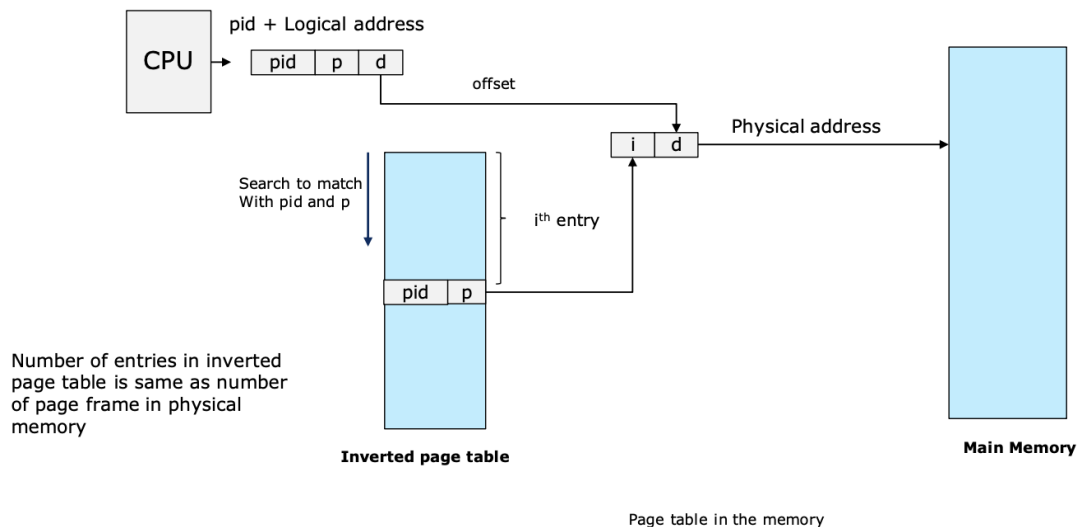 pid + Logical address
CPU
pid p d
offset
i d
Physical address
Search to match
With pid and p
ith entry
pid p
Number of entries in inverted
page table is same as number
of page frame in physical
memory
Inverted page table
Main Memory
Page table in the memory